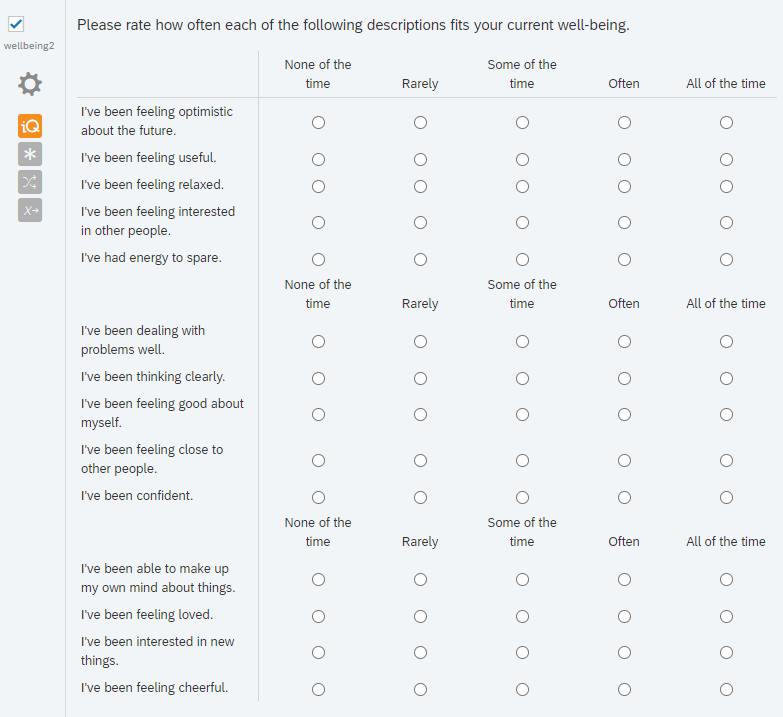 Please rate how often each of the following descriptions fits your current well-being.
wellbeing2
None of the time Rarely Some of the time Often All of the time
iQ
I've been feeling optimistic
about the future.
I've been feeling useful.
I've been feeling relaxed.
X→
I've been feeling interested
in other people.
I've had energy to spare.
None of the time Rarely Some of the time Often All of the time
I've been dealing with
problems well.
I've been thinking clearly.
I've been feeling good about
myself.
I've been feeling close to
other people.
I've been confident.
None of the time Rarely Some of the time Often All of the time
I've been able to make up
my own mind about things.
I've been feeling loved.
I've been interested in new
things.
I've been feeling cheerful.